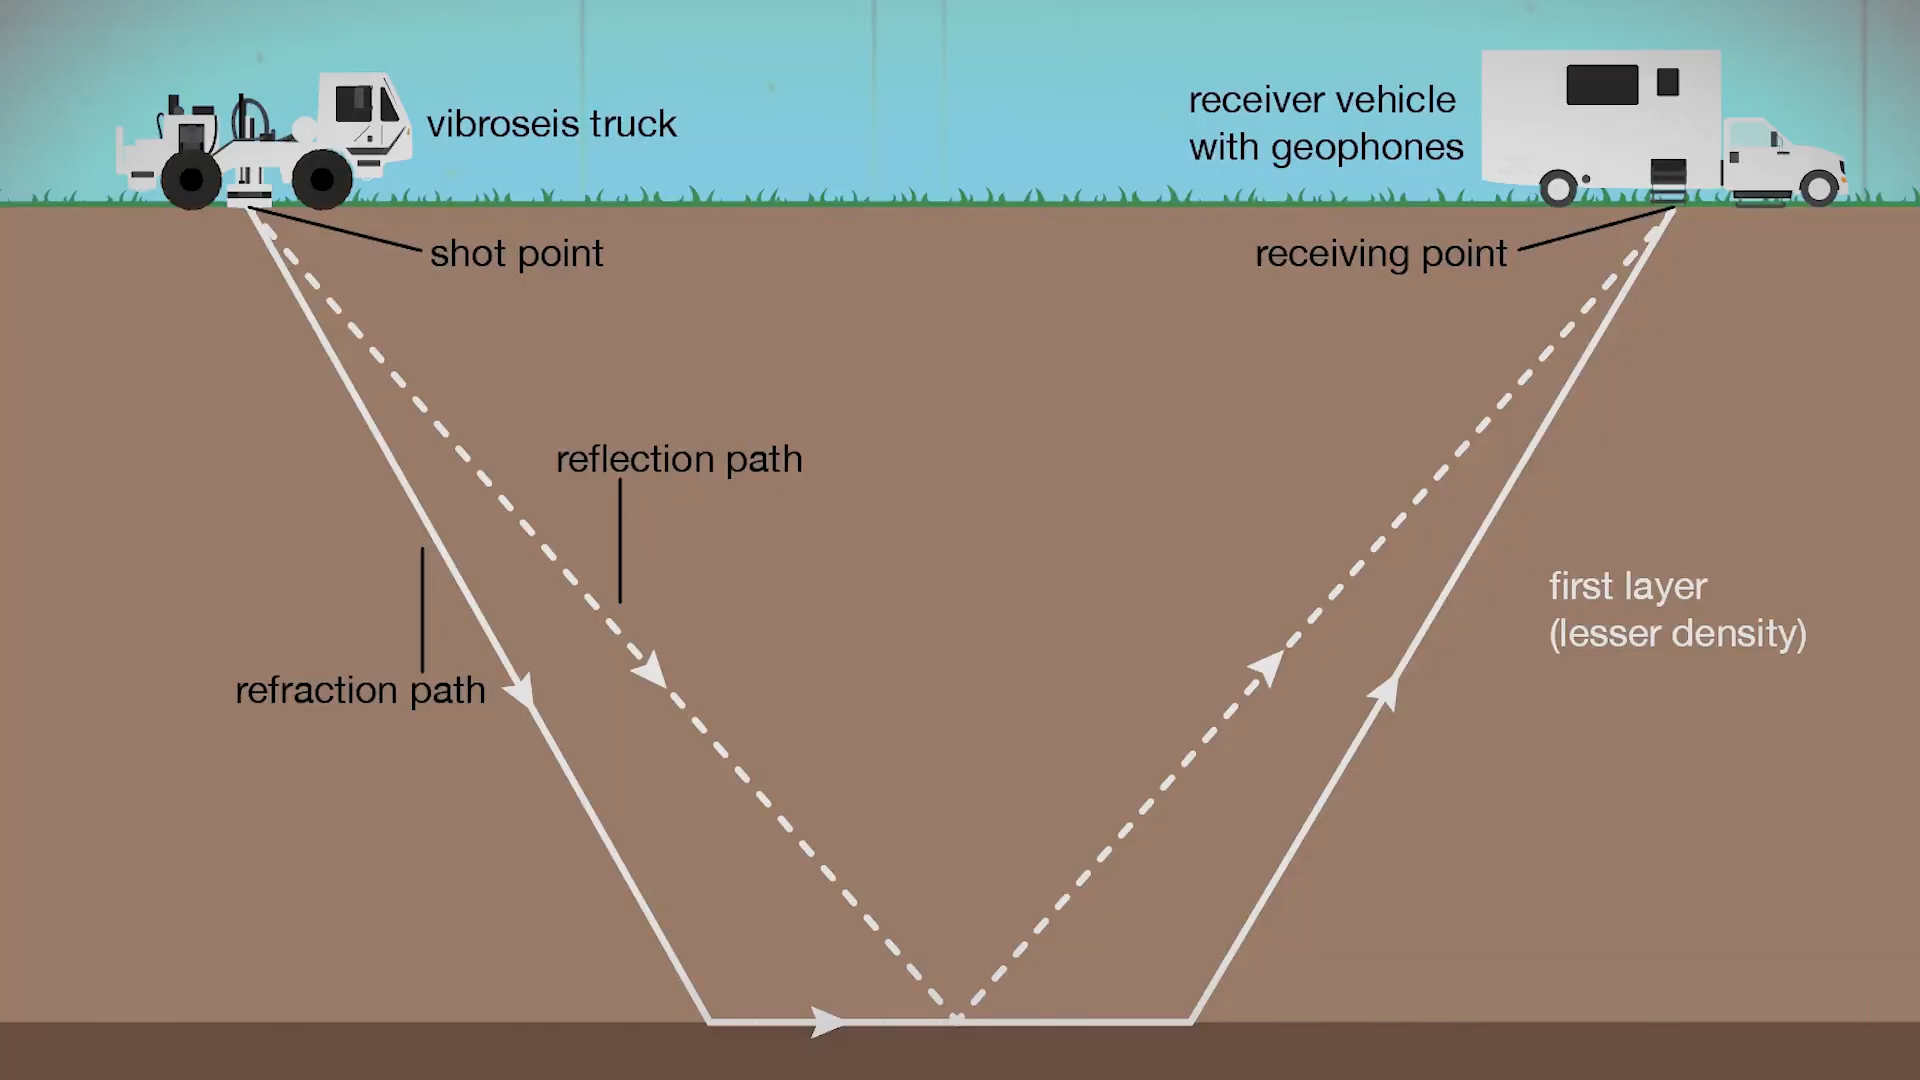 vibroseis truck
receiver vehicle
with geophones
shot point
receiving point
reflection path
first layer
(lesser density)
refraction path